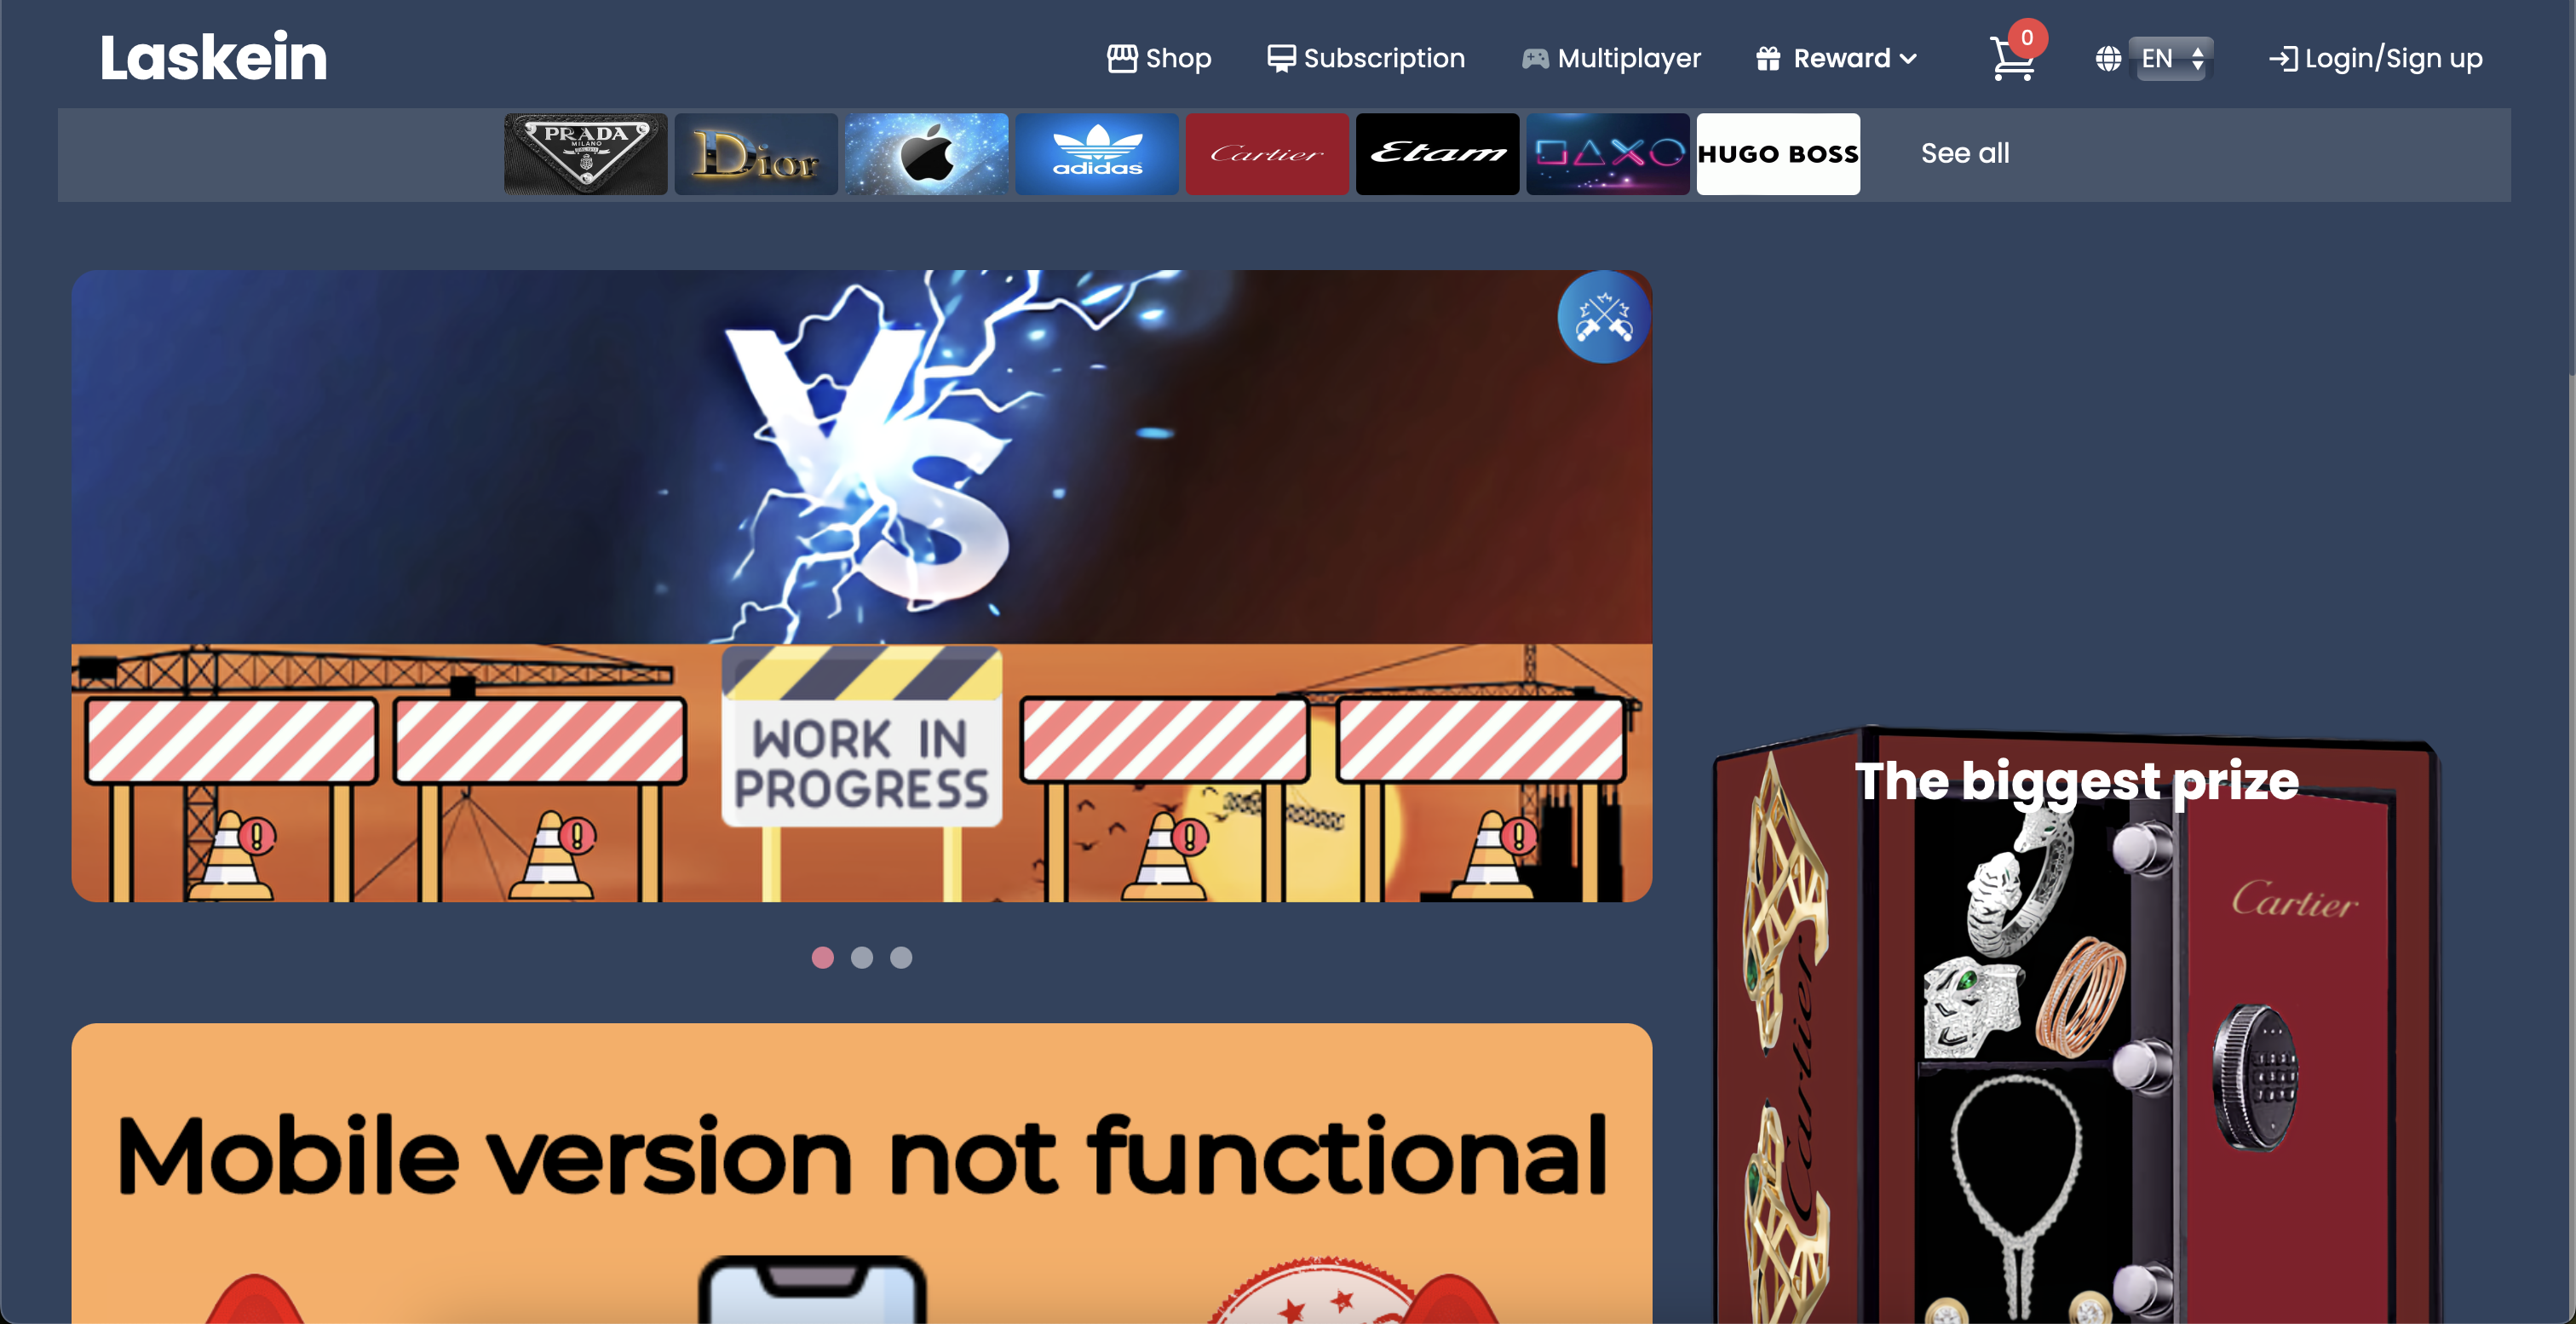 Laskein
Shop
Subscription
Multiplayer
Reward
0
EN
Login/Sign up
PRADA
MILANO
Dior
adidas
Cartier
Etam
HUGO BOSS
See all
VS
WORK IN
PROGRESS
The biggest prize
Cartier
Cartier
Mobile version not functional